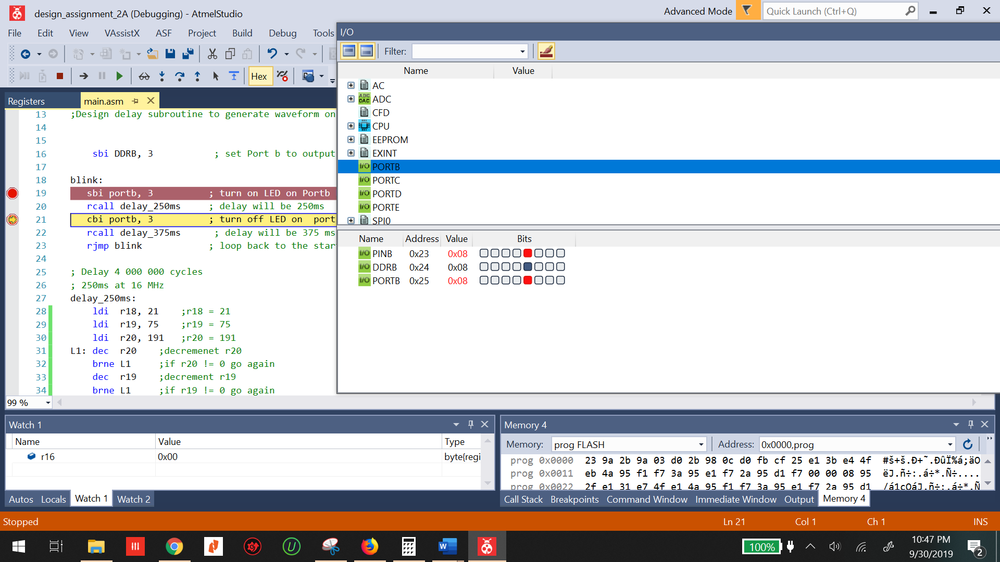 design_assignment_2A (Debugging) - AtmelStudio
Advanced Mode
Quick Launch (Ctrl+Q)
File Edit View VAssistX ASF Project Build Debug Tools
I/O
Filter:
Hex
Name Value
AC
ADC
CFD
CPU
EEPROM
EXINT
PORTB
PORTC
PORTD
PORTE
SPI0
Name Address Value Bits
PINB 0x23 0x08
DDRB 0x24 0x08
PORTB 0x25 0x08
Registers main.asm
13 ;Design delay subroutine to generate waveform on
14
15
16 sbi DDRB, 3 ; set Port b to output
17
18 blink:
19 sbi portb, 3 ; turn on LED on Portb
20 rcall delay_250ms ; delay will be 250ms
21 cbi portb, 3 ; turn off LED on port
22 rcall delay_375ms ; delay will be 375 ms
23 rjmp blink ; loop back to the star
24
25 ; Delay 4 000 000 cycles
26 ; 250ms at 16 MHz
27 delay_250ms:
28 ldi r18, 21 ;r18 = 21
29 ldi r19, 75 ;r19 = 75
30 ldi r20, 191 ;r20 = 191
31 L1: dec r20 ;decremenet r20
32 brne L1 ;if r20 != 0 go again
33 dec r19 ;decrement r19
34 brne L1 ;if r19 != 0 go again
99 %
Watch 1
Name Value Type
r16 0x00 byte{regi
Autos Locals Watch 1 Watch 2
Memory 4
Memory: prog FLASH Address: 0x0000,prog
prog 0x0000 23 9a 2b 9a 03 d0 2b 98 0c d0 fb cf 25 e1 3b e4 4f #š+š.Ð+˜.ÐûÏ%á;äO
prog 0x0011 eb 4a 95 f1 f7 3a 95 e1 f7 2a 95 d1 f7 00 00 08 95 ëJ.ñ÷:.á÷*.Ñ÷....
prog 0x0022 2f e1 31 e7 4f e1 4a 95 f1 f7 3a 95 e1 f7 2a 95 d1 /á1çOáJ.ñ÷:.á÷*.Ñ
Call Stack Breakpoints Command Window Immediate Window Output Memory 4
Stopped Ln 21 Col 1 Ch 1 INS
100%
10:47 PM
9/30/2019
2